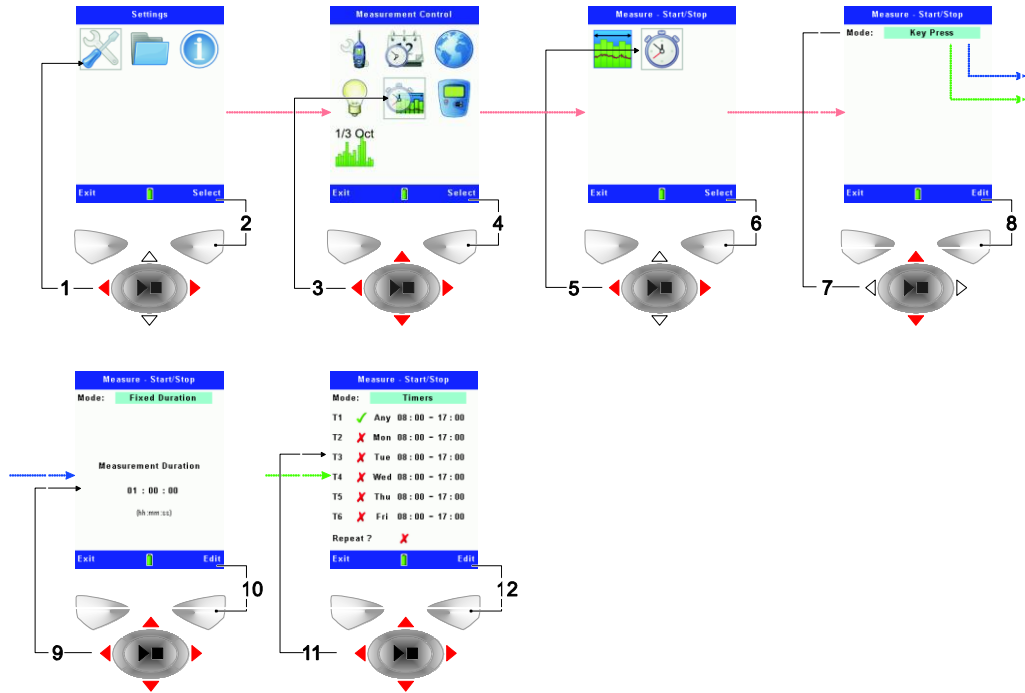 Settings
Exit
Select
2
1
Measurement Control
1/3 Oct
Exit
Select
4
3
Measure - Start/Stop
Exit
Select
6
5
Measure - Start/Stop
Mode: Key Press
Exit
Edit
8
7
Measure - Start/Stop
Mode: Fixed Duration
Measurement Duration
01 : 00 : 00
(hh:mm:ss)
Exit
Edit
10
9
Measure - Start/Stop
Mode: Timers
T1 ✓ Any 08 : 00 - 17 : 00
T2 ✗ Mon 08 : 00 - 17 : 00
T3 ✗ Tue 08 : 00 - 17 : 00
T4 ✗ Wed 08 : 00 - 17 : 00
T5 ✗ Thu 08 : 00 - 17 : 00
T6 ✗ Fri 08 : 00 - 17 : 00
Repeat ? ✗
Exit
Edit
12
11